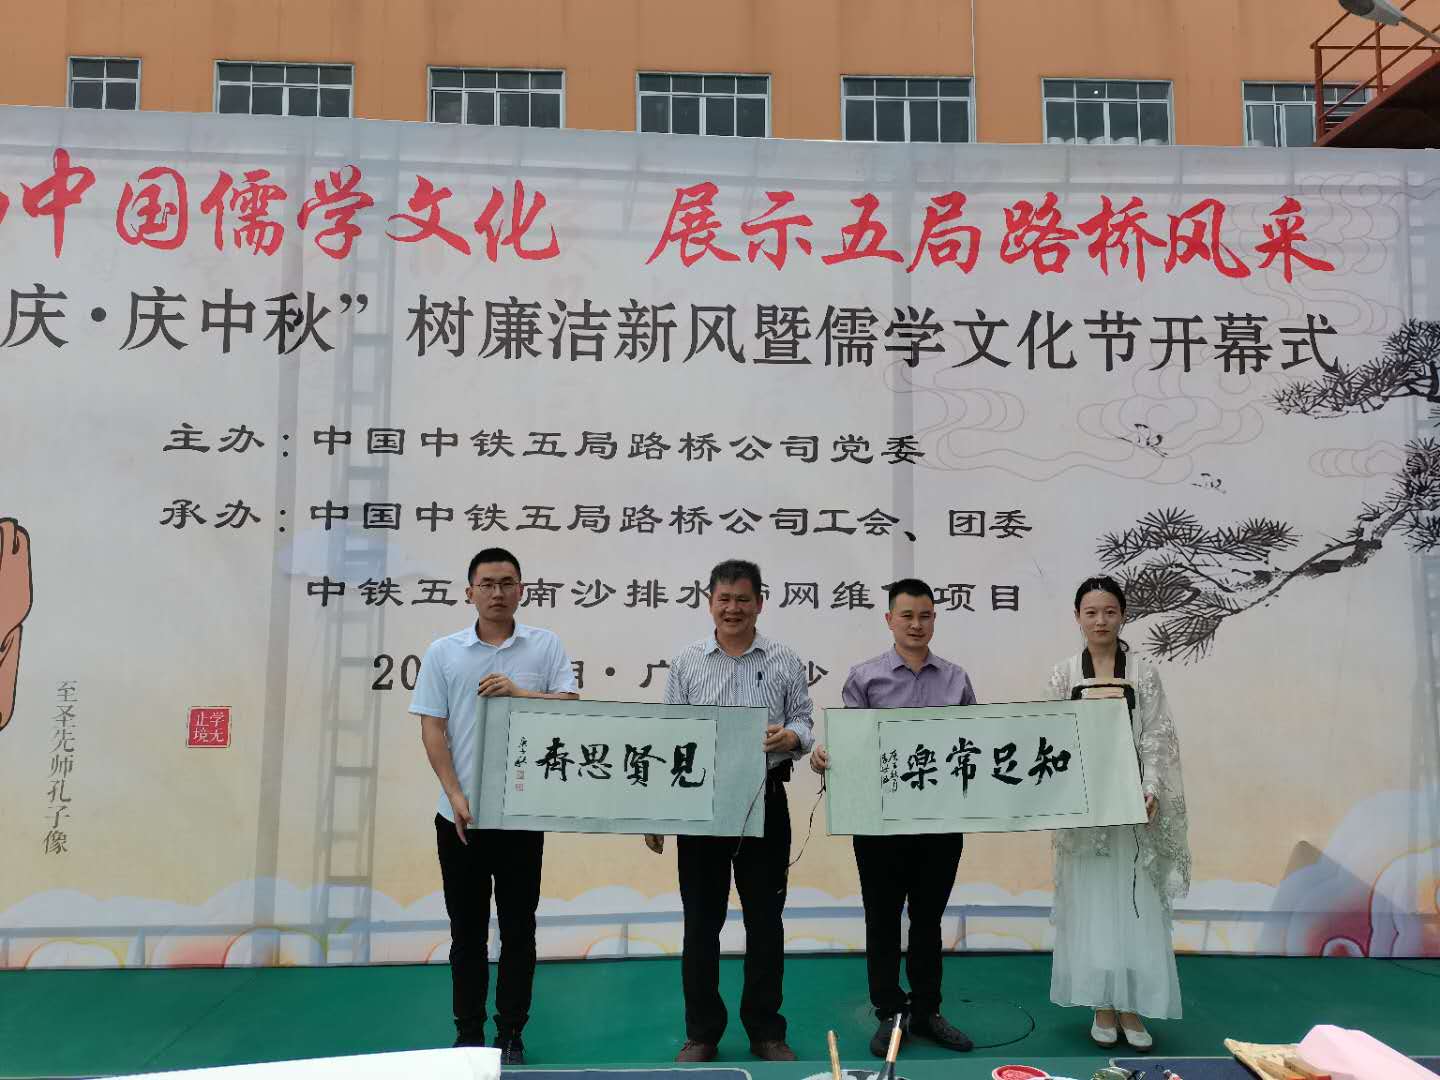 中国儒学文化 展示五局路桥风采
庆·庆中秋”树廉洁新风暨儒学文化节开幕式
主办:中国中铁五局路桥公司党委
承办:中国中铁五局路桥公司工会、团委
中铁五 南沙排水 网维 项目
20 月·广 沙
至圣先师孔子像
学无止境
見賢思齊
知足常樂